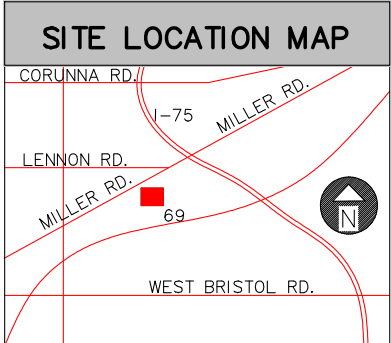 SITE LOCATION MAP
CORUNNA RD.
I-75
MILLER RD.
LENNON RD.
MILLER RD.
69
N
WEST BRISTOL RD.